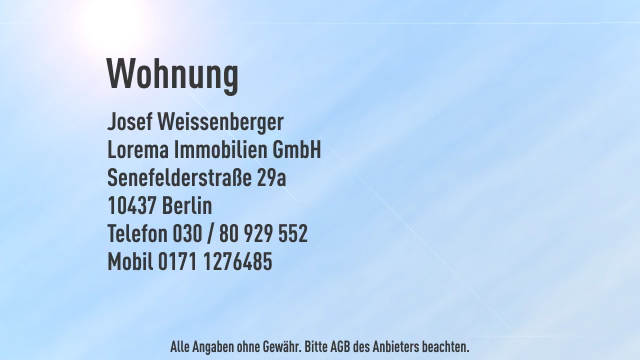 Wohnung
Josef Weissenberger
Lorema Immobilien GmbH
Senefelderstraße 29a
10437 Berlin
Telefon 030 / 80 929 552
Mobil 0171 1276485
Alle Angaben ohne Gewähr. Bitte AGB des Anbieters beachten.